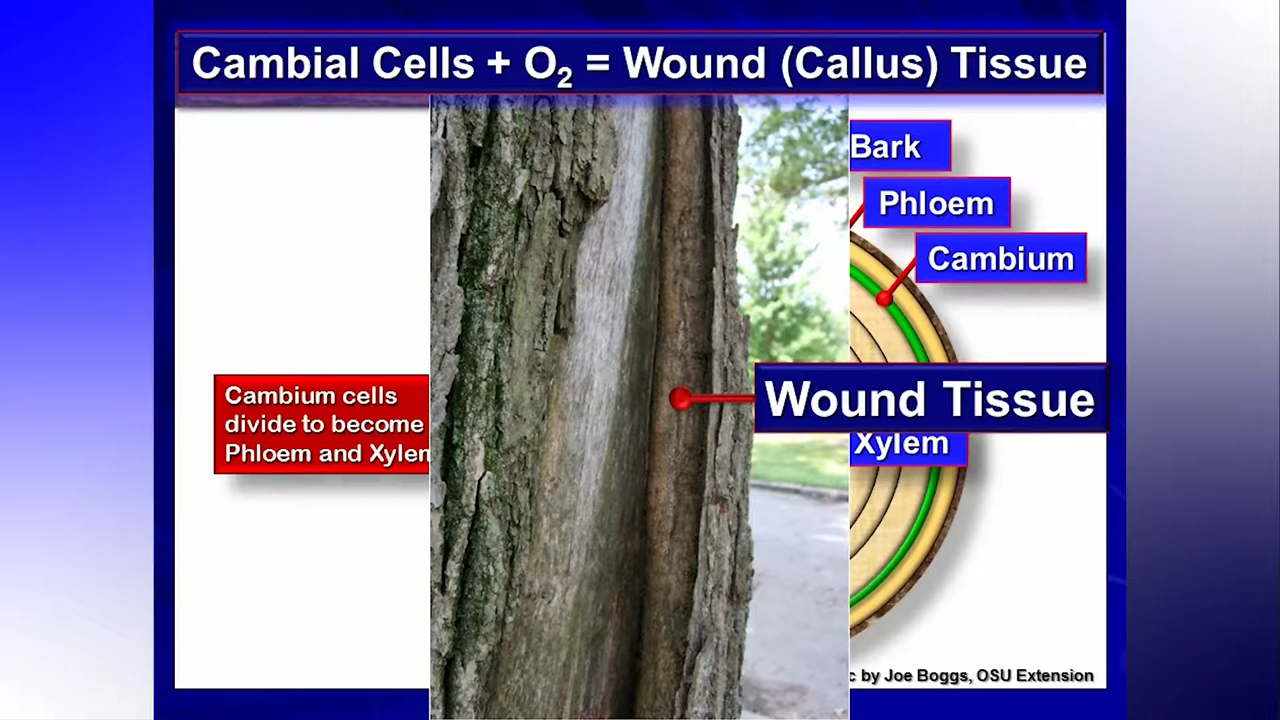 Cambial Cells + O₂ = Wound (Callus) Tissue
Bark
Phloem
Cambium
Cambium cells
divide to become
Phloem and Xylem
Wound Tissue
Xylem
by Joe Boggs, OSU Extension